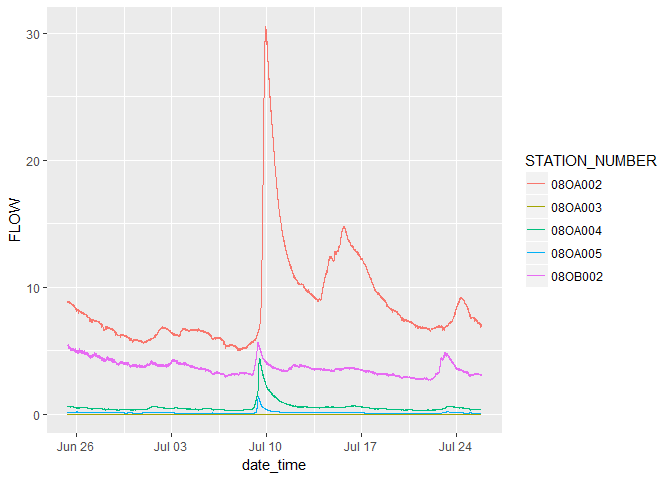 30
20
10
0
FLOW
Jun 26
Jul 03
Jul 10
Jul 17
Jul 24
date_time
STATION_NUMBER
08OA002
08OA003
08OA004
08OA005
08OB002